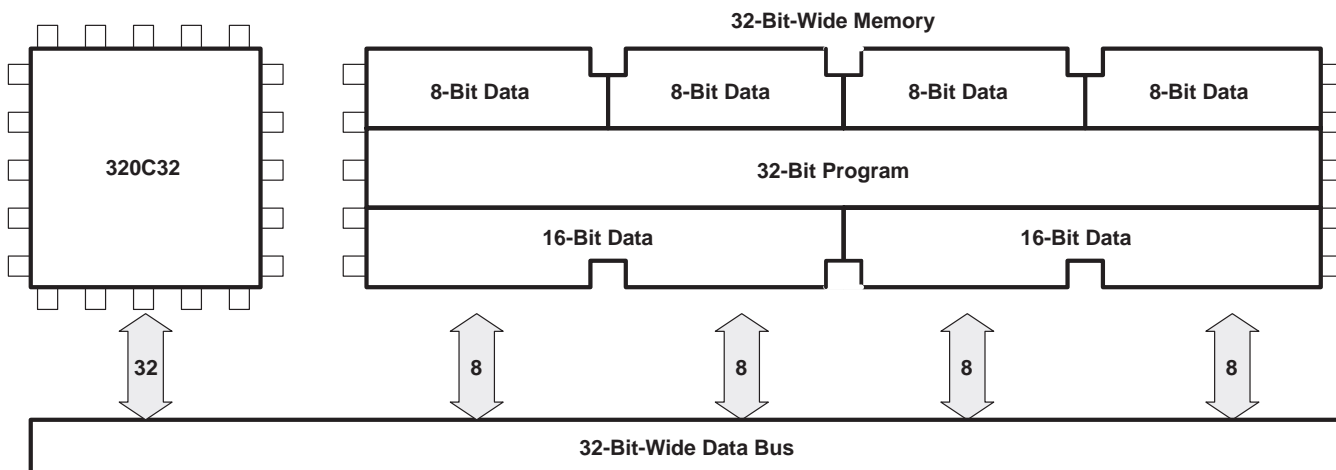 32-Bit-Wide Memory
8-Bit Data
8-Bit Data
8-Bit Data
8-Bit Data
320C32
32-Bit Program
16-Bit Data
16-Bit Data
32
8
8
8
8
32-Bit-Wide Data Bus